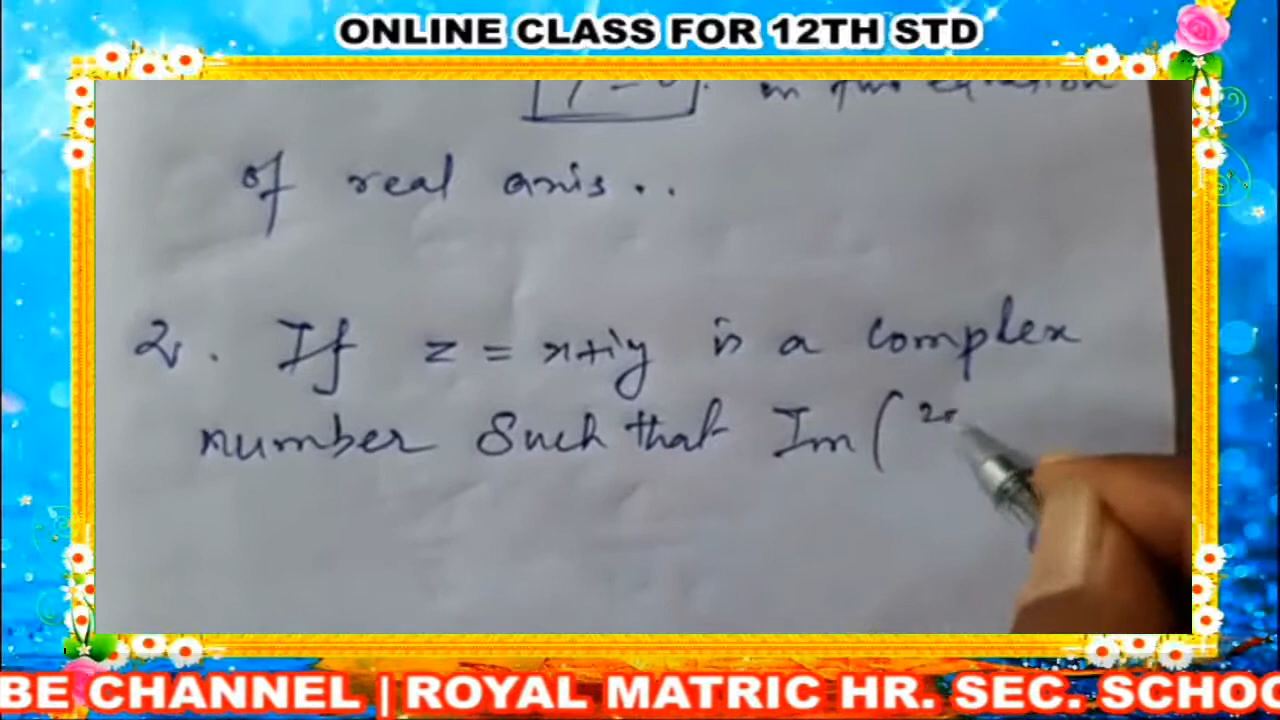 ONLINE CLASS FOR 12TH STD
of real axis..
2. If z = x+iy is a complex
number Such that Im (
BE CHANNEL | ROYAL MATRIC HR. SEC. SCHOO